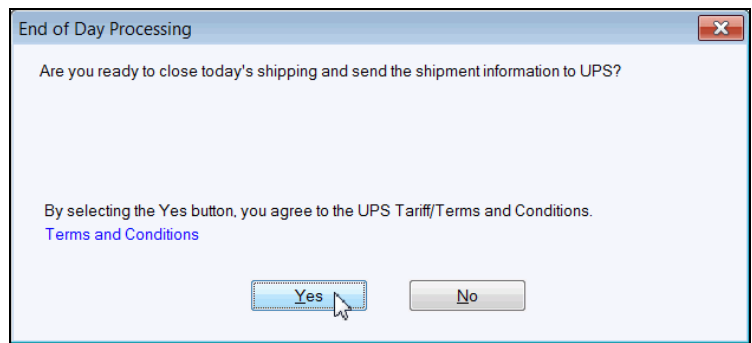 End of Day Processing
Are you ready to close today's shipping and send the shipment information to UPS?
By selecting the Yes button, you agree to the UPS Tariff/Terms and Conditions.
Terms and Conditions
Yes No